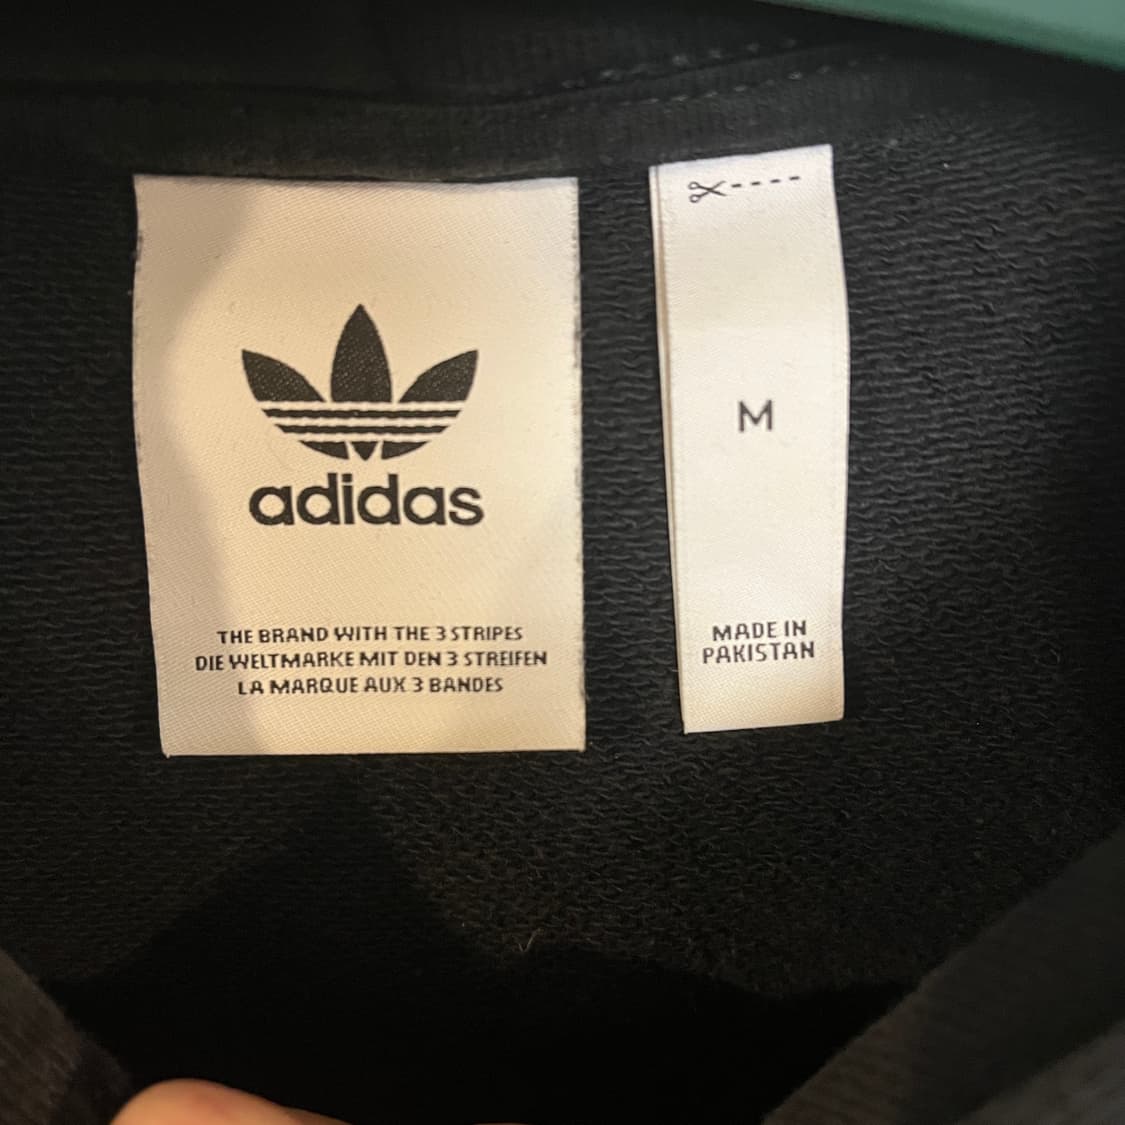 adidas
THE BRAND WITH THE 3 STRIPES
DIE WELTMARKE MIT DEN 3 STREIFEN
LA MARQUE AUX 3 BANDES
M
MADE IN
PAKISTAN